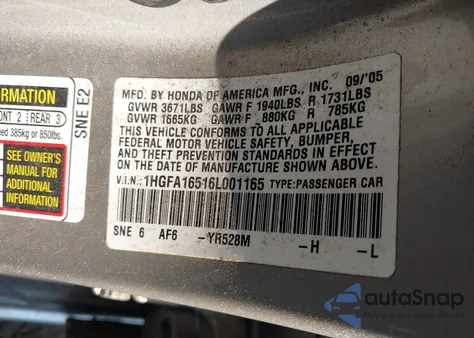 FORMATION
ONT 2 REAR 3
eed 385kg or 850lbs.
SEE OWNER'S
MANUAL FOR
ADDITIONAL
INFORMATION
SNE E2
MFD. BY HONDA OF AMERICA MFG., INC. 09/'05
GVWR 3671LBS GAWR F 1940LBS R 1731LBS
GVWR 1665KG GAWR F 880KG R 785KG
THIS VEHICLE CONFORMS TO ALL APPLICABLE
FEDERAL MOTOR VEHICLE SAFETY, BUMPER,
AND THEFT PREVENTION STANDARDS IN EFFECT
ON THE DATE OF MANUFACTURE SHOWN ABOVE.
V.I.N.: 1HGFA16516L001165 TYPE:PASSENGER CAR
SNE 6 AF6 -YR528M -H -L
autoSnap